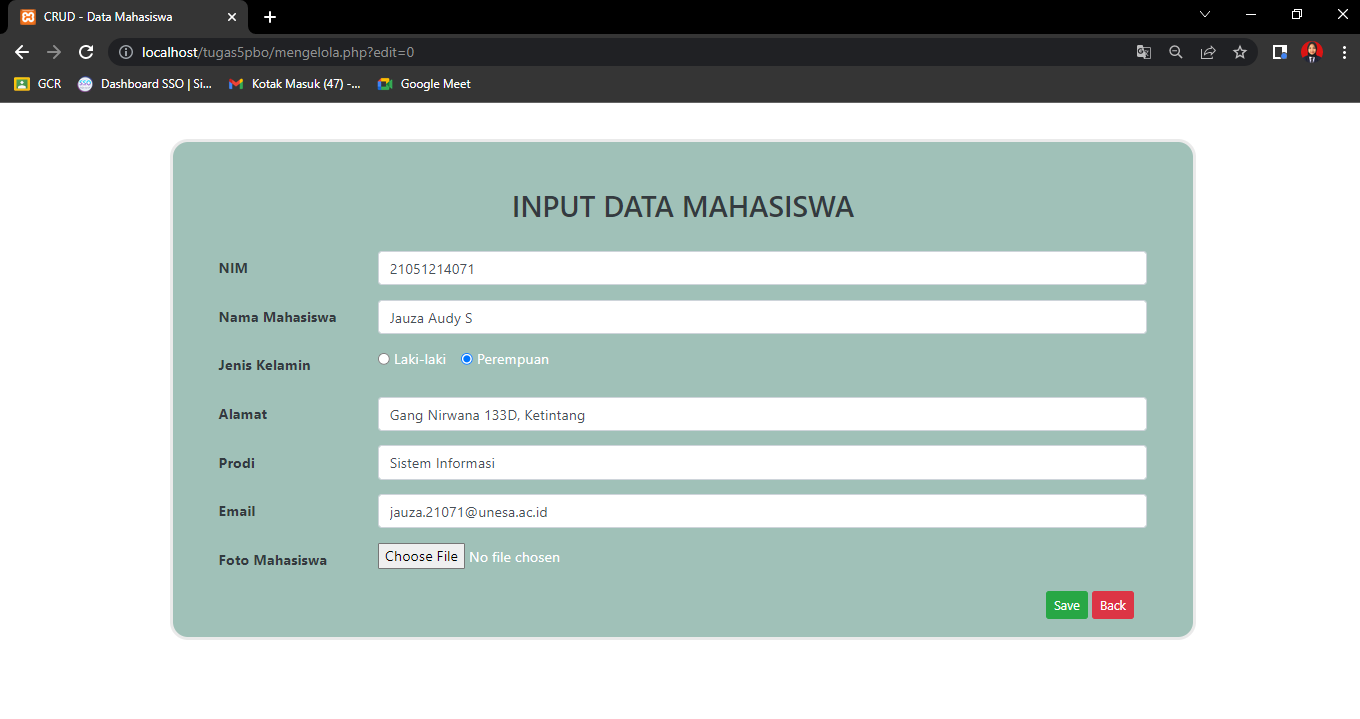 CRUD - Data Mahasiswa
localhost/tugas5pbo/mengelola.php?edit=0
GCR Dashboard SSO | Si... Kotak Masuk (47) -... Google Meet
INPUT DATA MAHASISWA
NIM 21051214071
Nama Mahasiswa Jauza Audy S
Jenis Kelamin Laki-laki Perempuan
Alamat Gang Nirwana 133D, Ketintang
Prodi Sistem Informasi
Email jauza.21071@unesa.ac.id
Foto Mahasiswa Choose File No file chosen
Save Back